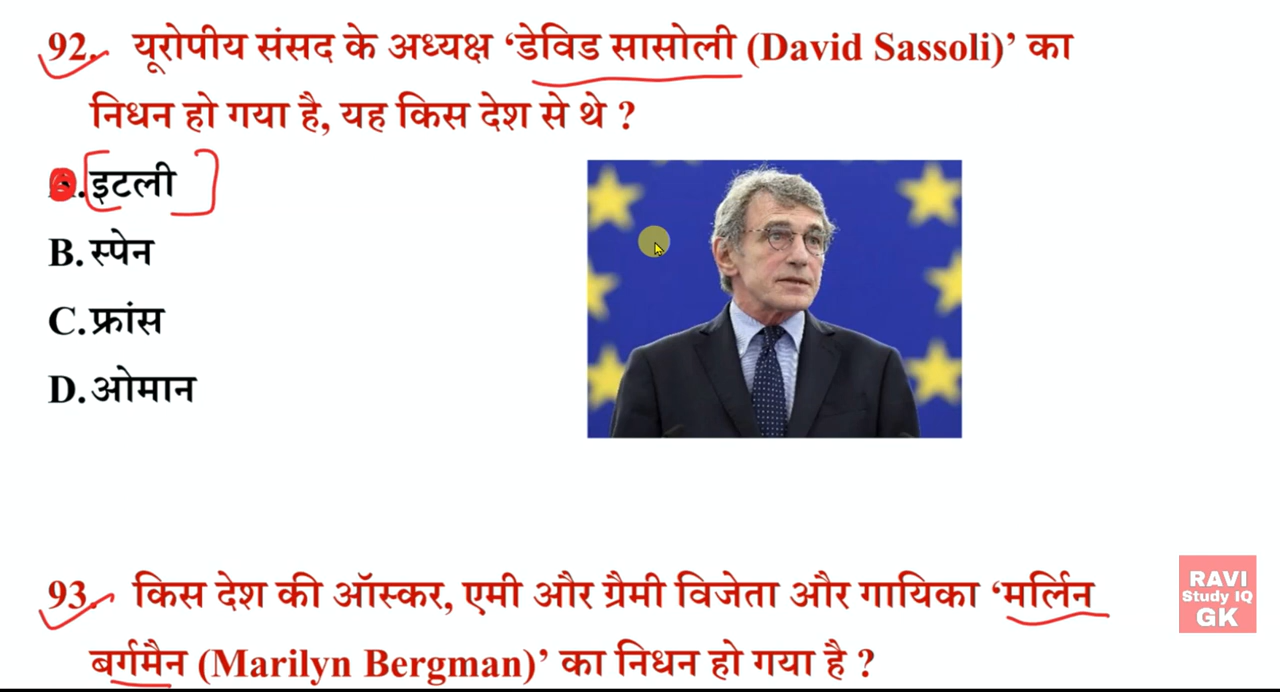 92. यूरोपीय संसद के अध्यक्ष ‘डेविड सासोली (David Sassoli)’ का
निधन हो गया है, यह किस देश से थे ?
A. इटली
B. स्पेन
C. फ्रांस
D. ओमान
93. किस देश की ऑस्कर, एमी और ग्रैमी विजेता और गायिका ‘मर्लिन
बर्गमैन (Marilyn Bergman)’ का निधन हो गया है ?
RAVI
Study IQ
GK